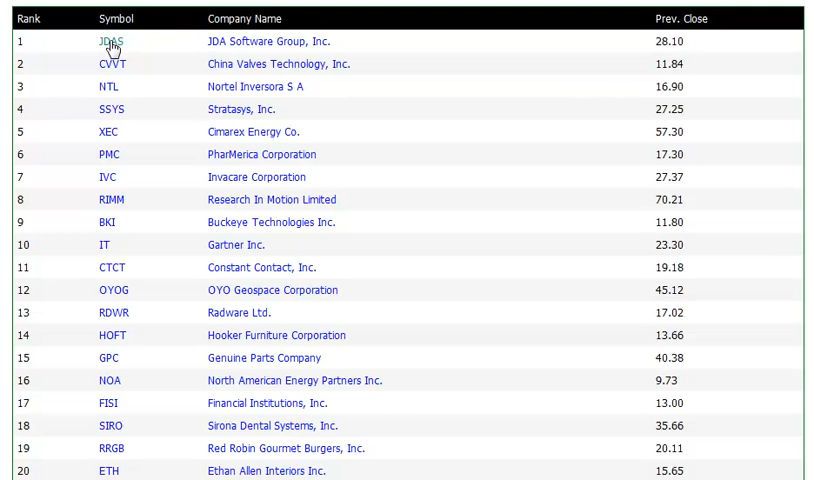 Rank Symbol Company Name Prev. Close
1 JDAS JDA Software Group, Inc. 28.10
2 CVVT China Valves Technology, Inc. 11.84
3 NTL Nortel Inversora S A 16.90
4 SSYS Stratasys, Inc. 27.25
5 XEC Cimarex Energy Co. 57.30
6 PMC PharMerica Corporation 17.30
7 IVC Invacare Corporation 27.37
8 RIMM Research In Motion Limited 70.21
9 BKI Buckeye Technologies Inc. 11.80
10 IT Gartner Inc. 23.30
11 CTCT Constant Contact, Inc. 19.18
12 OYOG OYO Geospace Corporation 45.12
13 RDWR Radware Ltd. 17.02
14 HOFT Hooker Furniture Corporation 13.66
15 GPC Genuine Parts Company 40.38
16 NOA North American Energy Partners Inc. 9.73
17 FISI Financial Institutions, Inc. 13.00
18 SIRO Sirona Dental Systems, Inc. 35.66
19 RRGB Red Robin Gourmet Burgers, Inc. 20.11
20 ETH Ethan Allen Interiors Inc. 15.65